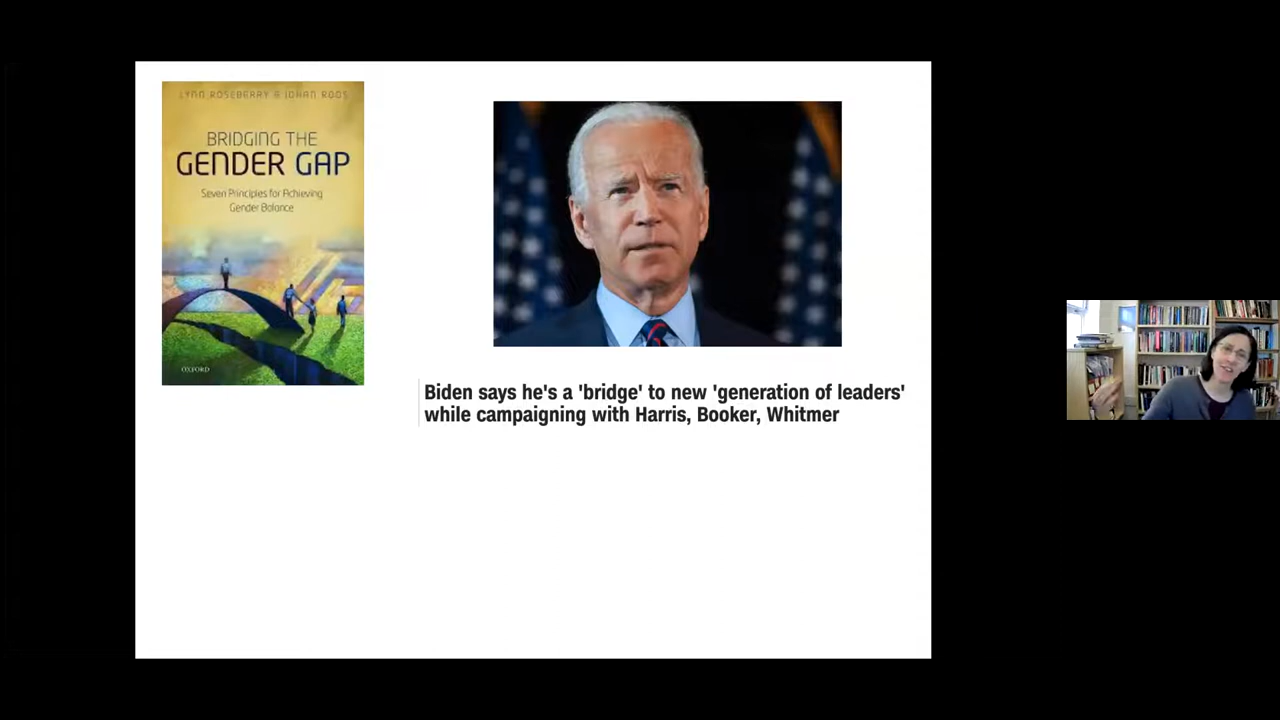 LYNN ROSEBERRY & JOHAN ROOS
BRIDGING THE
GENDER GAP
Seven Principles for Achieving
Gender Balance
OXFORD
Biden says he's a 'bridge' to new 'generation of leaders'
while campaigning with Harris, Booker, Whitmer